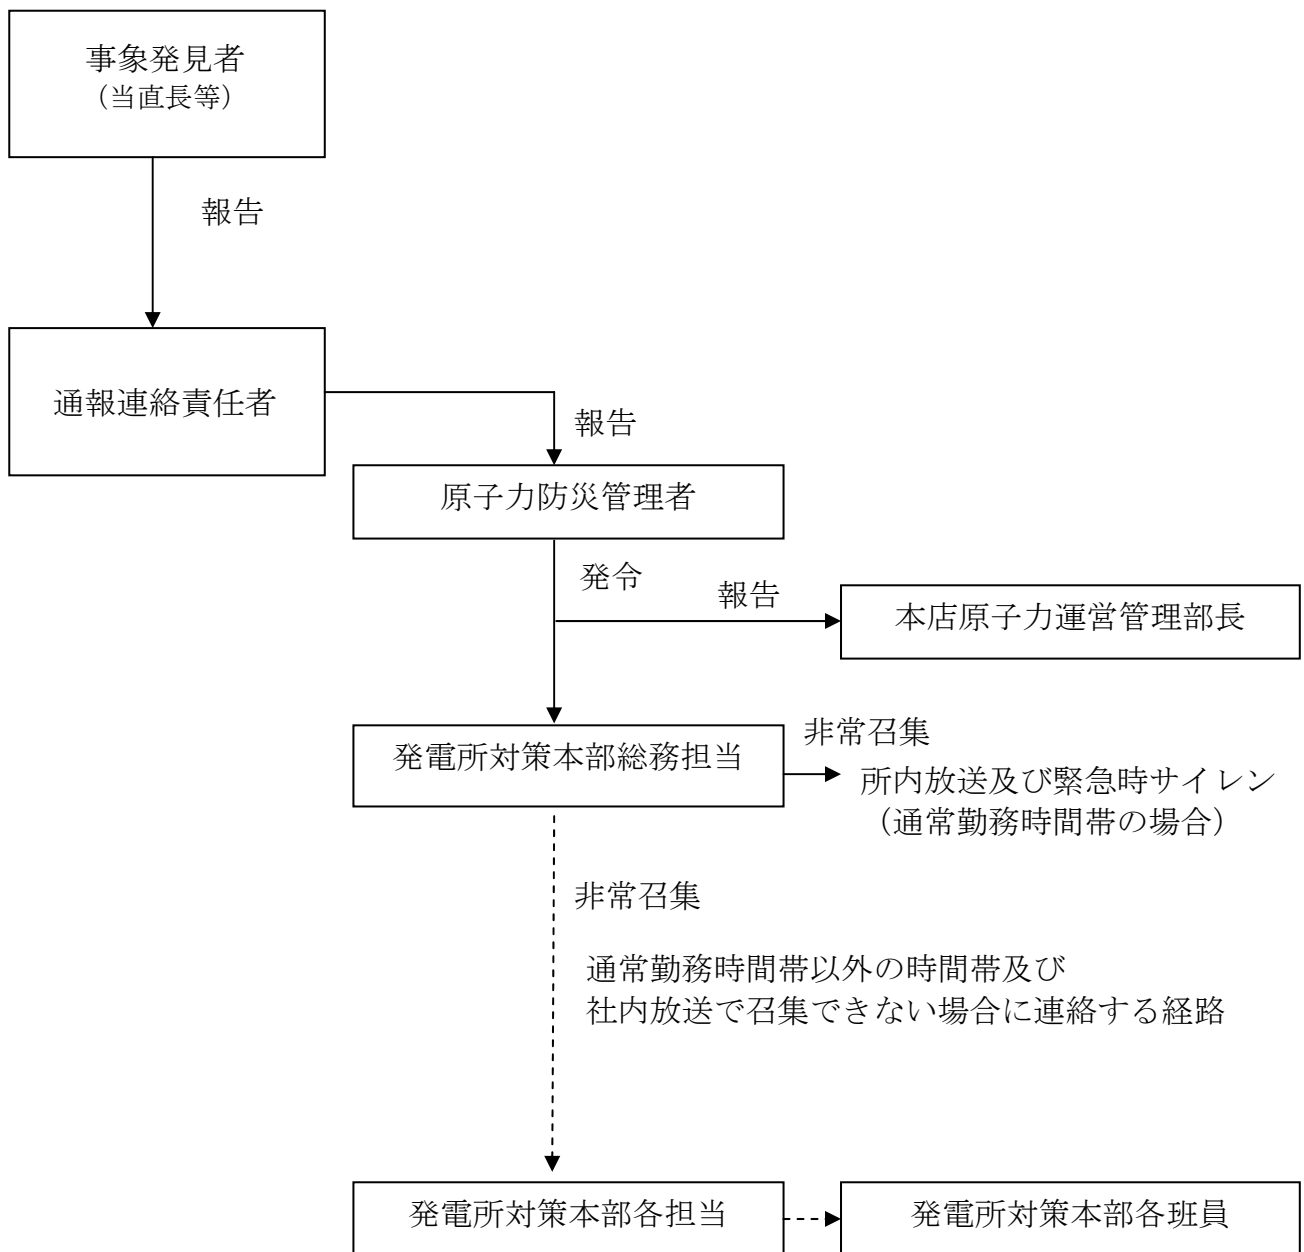 事象発見者
（当直長等）
報告
通報連絡責任者
報告
原子力防災管理者
発令
報告
本店原子力運営管理部長
発電所対策本部総務担当
非常召集
所内放送及び緊急時サイレン
（通常勤務時間帯の場合）
非常召集
通常勤務時間帯以外の時間帯及び
社内放送で召集できない場合に連絡する経路
発電所対策本部各担当
発電所対策本部各班員